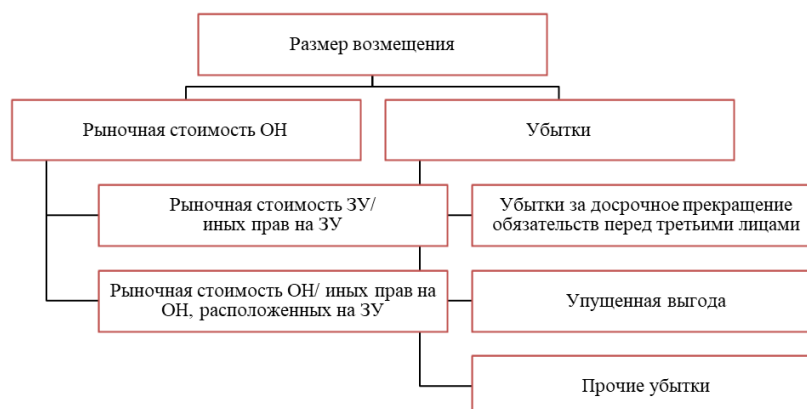 Размер возмещения
Рыночная стоимость ОН
Убытки
Рыночная стоимость ЗУ/
иных прав на ЗУ
Убытки за досрочное прекращение
обязательств перед третьими лицами
Рыночная стоимость ОН/ иных прав на
ОН, расположенных на ЗУ
Упущенная выгода
Прочие убытки